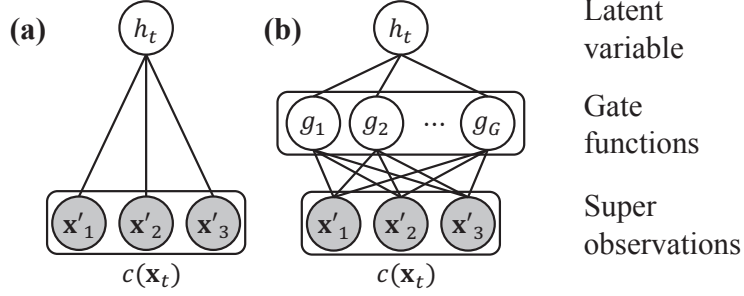 (a)
h_t
(b)
h_t
Latent
variable
g_1 g_2 ... g_G
Gate
functions
x'_1 x'_2 x'_3
x'_1 x'_2 x'_3
Super
observations
c(x_t)
c(x_t)